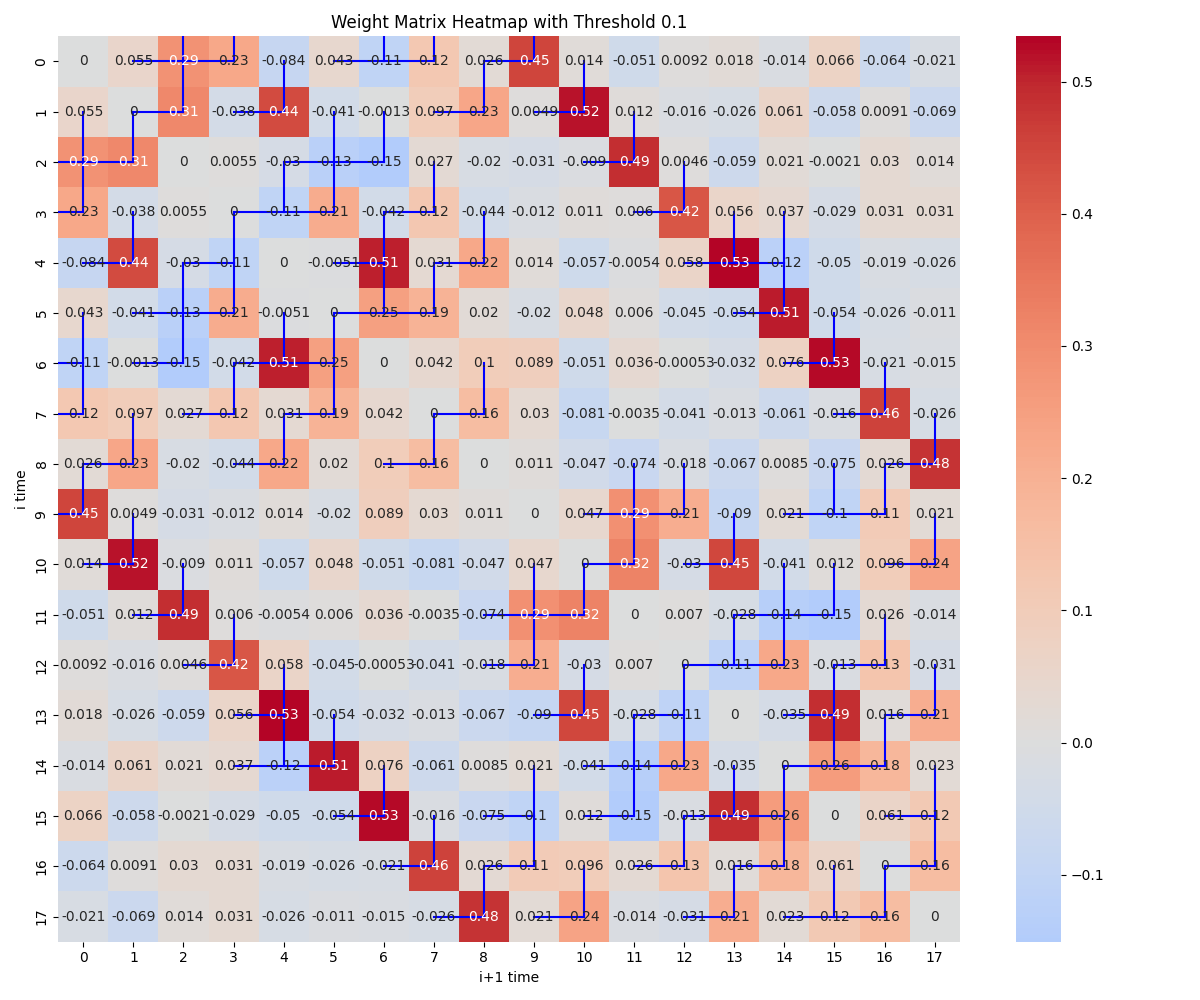 Weight Matrix Heatmap with Threshold 0.1
0 0 0.055 0.29 0.23 -0.084 0.043 -0.11 0.12 0.026 0.45 0.014 -0.051 0.0092 0.018 -0.014 0.066 -0.064 -0.021
1 0.055 0 0.31 -0.038 0.44 -0.041 -0.0013 0.097 0.23 0.0049 0.52 0.012 -0.016 -0.026 0.061 -0.058 0.0091 -0.069
2 0.29 0.31 0 0.0055 -0.03 -0.13 -0.15 0.027 -0.02 -0.031 -0.009 0.49 0.0046 -0.059 0.021 -0.0021 0.03 0.014
3 0.23 -0.038 0.0055 0 -0.11 0.21 -0.042 0.12 -0.044 -0.012 0.011 0.006 0.42 0.056 0.037 -0.029 0.031 0.031
4 -0.084 0.44 -0.03 -0.11 0 -0.0051 0.51 0.031 0.22 0.014 -0.057 -0.0054 0.058 0.53 -0.12 -0.05 -0.019 -0.026
5 0.043 -0.041 -0.13 0.21 -0.0051 0 0.25 0.19 0.02 -0.02 0.048 0.006 -0.045 -0.054 0.51 -0.054 -0.026 -0.011
6 -0.11 -0.0013 -0.15 -0.042 0.51 0.25 0 0.042 0.1 0.089 -0.051 0.036 -0.00053 -0.032 0.076 0.53 -0.021 -0.015
7 0.12 0.097 0.027 0.12 0.031 0.19 0.042 0 0.16 0.03 -0.081 -0.0035 -0.041 -0.013 -0.061 -0.016 0.46 -0.026
8 0.026 0.23 -0.02 -0.044 0.22 0.02 0.1 0.16 0 0.011 -0.047 -0.074 -0.018 -0.067 0.0085 -0.075 0.026 0.48
9 0.45 0.0049 -0.031 -0.012 0.014 -0.02 0.089 0.03 0.011 0 0.047 0.29 0.21 -0.09 0.021 -0.1 0.11 0.021
10 0.014 0.52 -0.009 0.011 -0.057 0.048 -0.051 -0.081 -0.047 0.047 0 0.32 -0.03 0.45 -0.041 0.012 0.096 0.24
11 -0.051 0.012 0.49 0.006 -0.0054 0.006 0.036 -0.0035 -0.074 0.29 0.32 0 0.007 -0.028 -0.14 -0.15 0.026 -0.014
12 0.0092 -0.016 0.0046 0.42 0.058 -0.045 -0.00053 -0.041 -0.018 0.21 -0.03 0.007 0 -0.11 0.23 -0.013 0.13 -0.031
13 0.018 -0.026 -0.059 0.056 0.53 -0.054 -0.032 -0.013 -0.067 -0.09 0.45 -0.028 -0.11 0 -0.035 0.49 0.016 0.21
14 -0.014 0.061 0.021 0.037 -0.12 0.51 0.076 -0.061 0.0085 0.021 -0.041 -0.14 0.23 -0.035 0 0.26 0.18 0.023
15 0.066 -0.058 -0.0021 -0.029 -0.05 -0.054 0.53 -0.016 -0.075 -0.1 0.012 -0.15 -0.013 0.49 0.26 0 0.061 0.12
16 -0.064 0.0091 0.03 0.031 -0.019 -0.026 -0.021 0.46 0.026 0.11 0.096 0.026 0.13 0.016 0.18 0.061 0 0.16
17 -0.021 -0.069 0.014 0.031 -0.026 -0.011 -0.015 -0.026 0.48 0.021 0.24 -0.014 -0.031 0.21 0.023 0.12 0.16 0
0 1 2 3 4 5 6 7 8 9 10 11 12 13 14 15 16 17
i+1 time
i time
0.5
0.4
0.3
0.2
0.1
0.0
−0.1